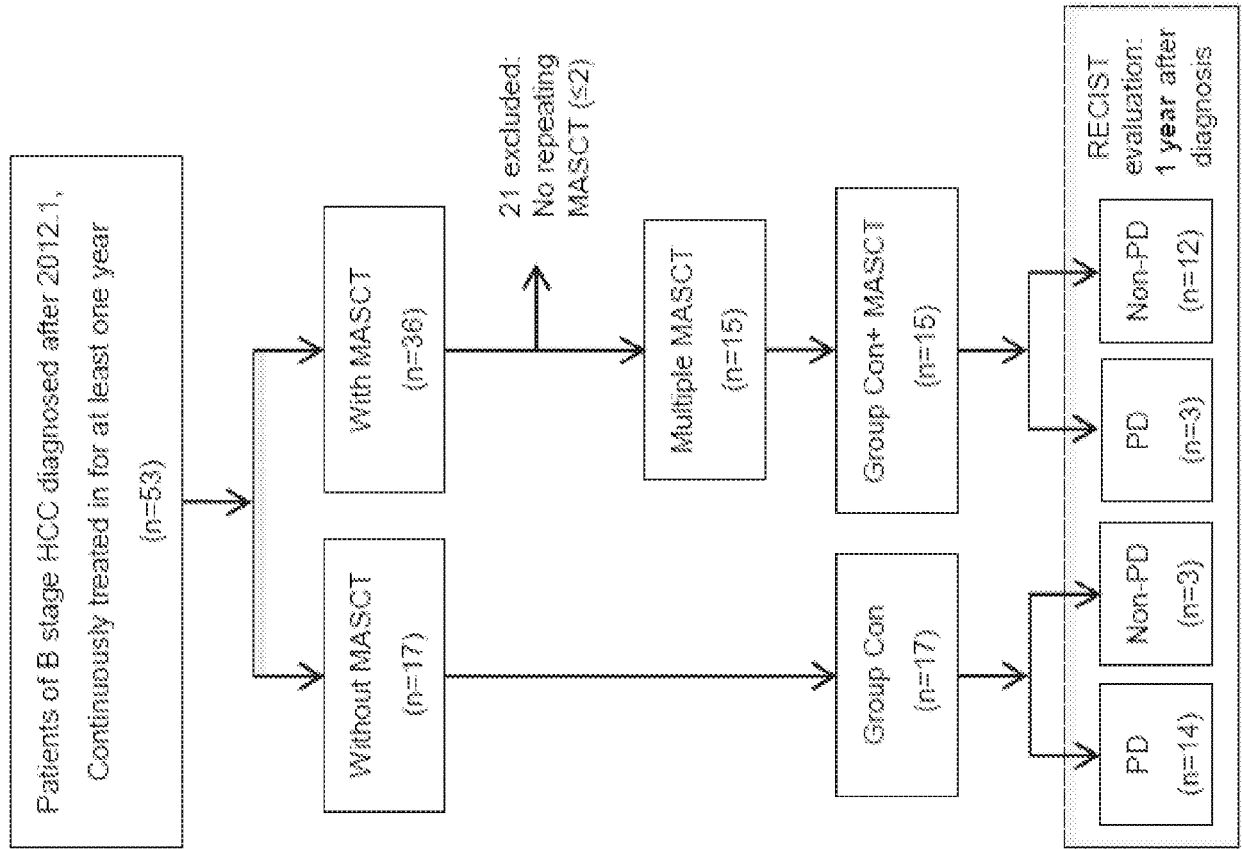 Patients of B stage HCC diagnosed after 2012.1,
Continuously treated in for at least one year
(n=53)
Without MASCT
(n=17)
With MASCT
(n=36)
21 excluded:
No repeating
MASCT (≤2)
Multiple MASCT
(n=15)
Group Con
(n=17)
Group Con+ MASCT
(n=15)
PD
(n=14)
Non-PD
(n=3)
PD
(n=3)
Non-PD
(n=12)
RECIST
evaluation:
1 year after
diagnosis